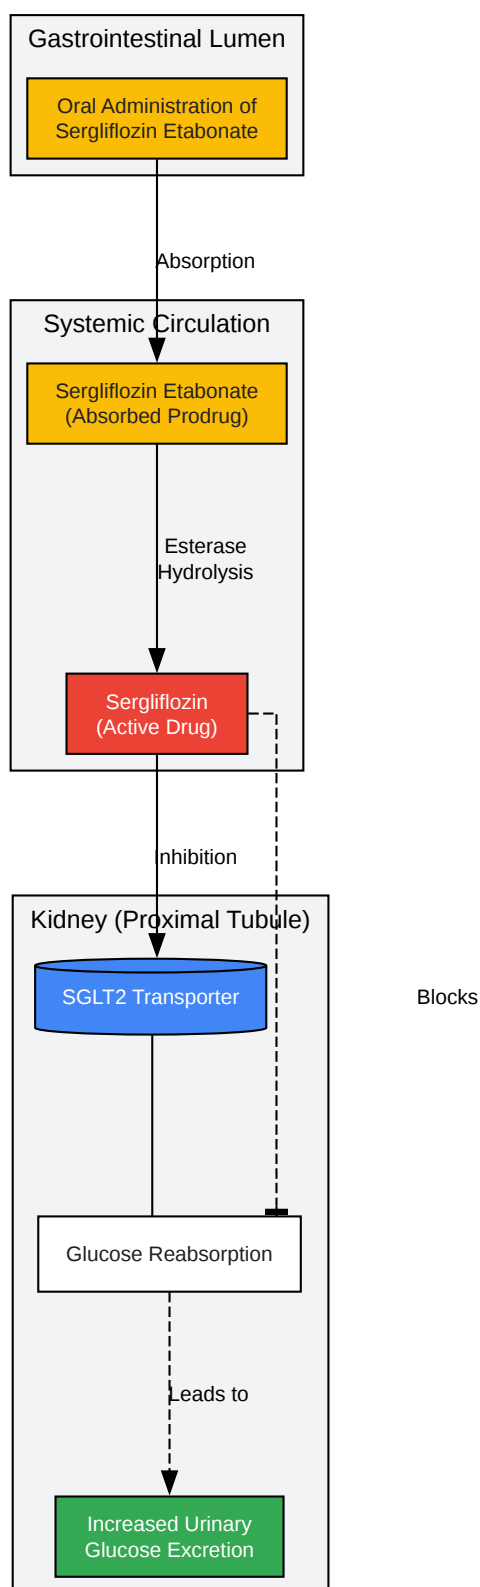 Gastrointestinal Lumen
Oral Administration of
Sergliflozin Etabonate
Absorption
Systemic Circulation
Sergliflozin Etabonate
(Absorbed Prodrug)
Esterase
Hydrolysis
Sergliflozin
(Active Drug)
Inhibition
Kidney (Proximal Tubule)
SGLT2 Transporter
Blocks
Glucose Reabsorption
Leads to
Increased Urinary
Glucose Excretion